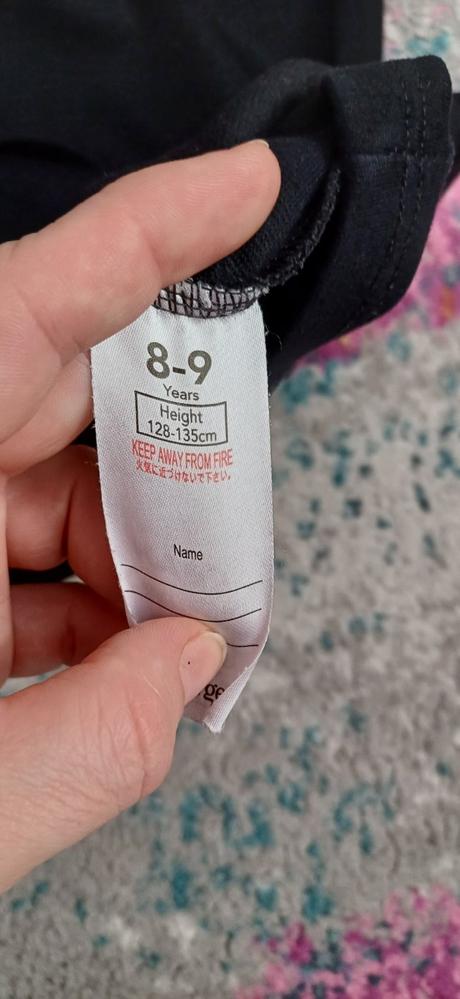 8-9
Years
Height
128-135cm
KEEP AWAY FROM FIRE
火気に近づけないで下さい。
Name